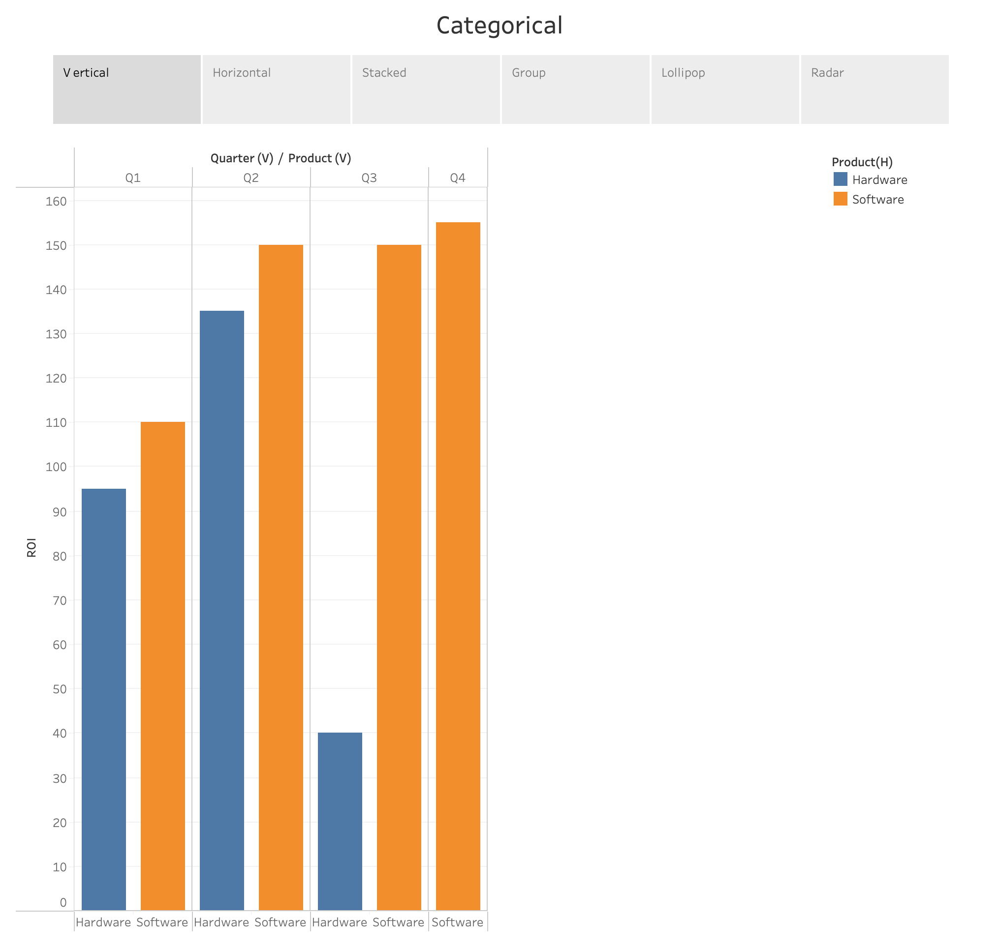 Categorical
Vertical Horizontal Stacked Group Lollipop Radar
Quarter (V) / Product (V)
Q1 Q2 Q3 Q4
Product(H)
Hardware
Software
160
150
140
130
120
110
100
90
80
70
60
50
40
30
20
10
0
ROI
Hardware Software Hardware Software Hardware Software Software